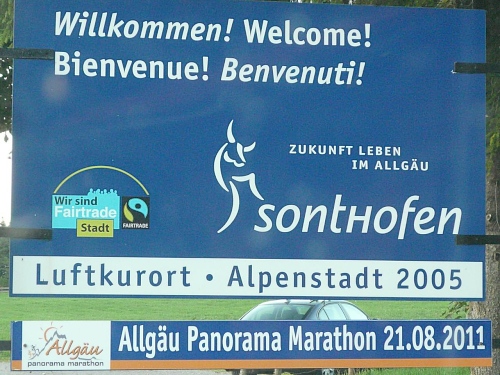 Willkommen! Welcome!
Bienvenue! Benvenuti!
ZUKUNFT LEBEN
IM ALLGÄU
sonthofen
Wir sind
Fairtrade
Stadt
FAIRTRADE
Luftkurort • Alpenstadt 2005
Allgäu
panorama marathon
Allgäu Panorama Marathon 21.08.2011